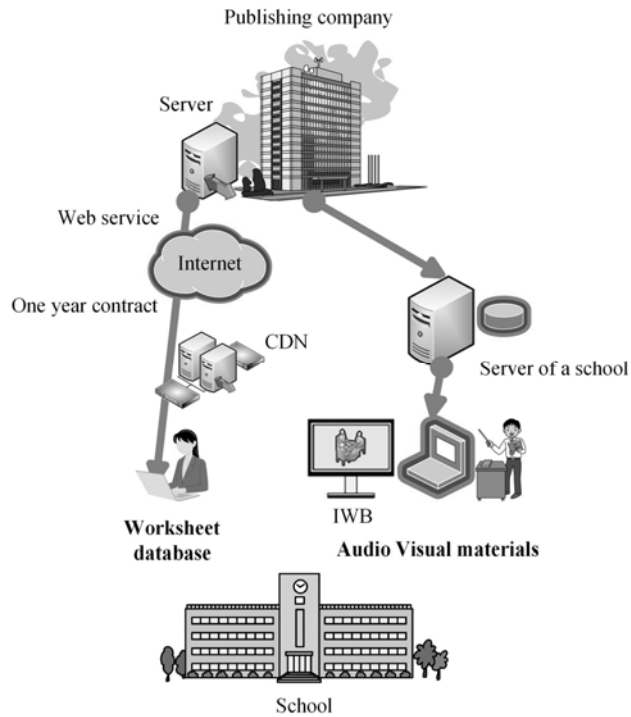 Publishing company
Server
Web service
Internet
One year contract
CDN
Server of a school
IWB
Worksheet
database
Audio Visual materials
School